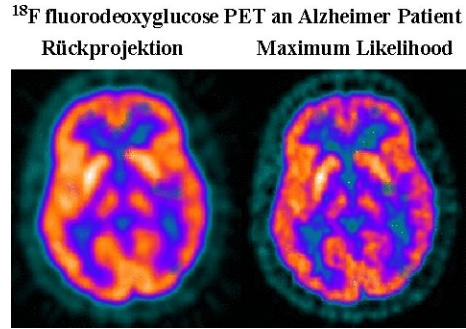 ¹⁸F fluorodeoxyglucose PET an Alzheimer Patient
Rückprojektion Maximum Likelihood